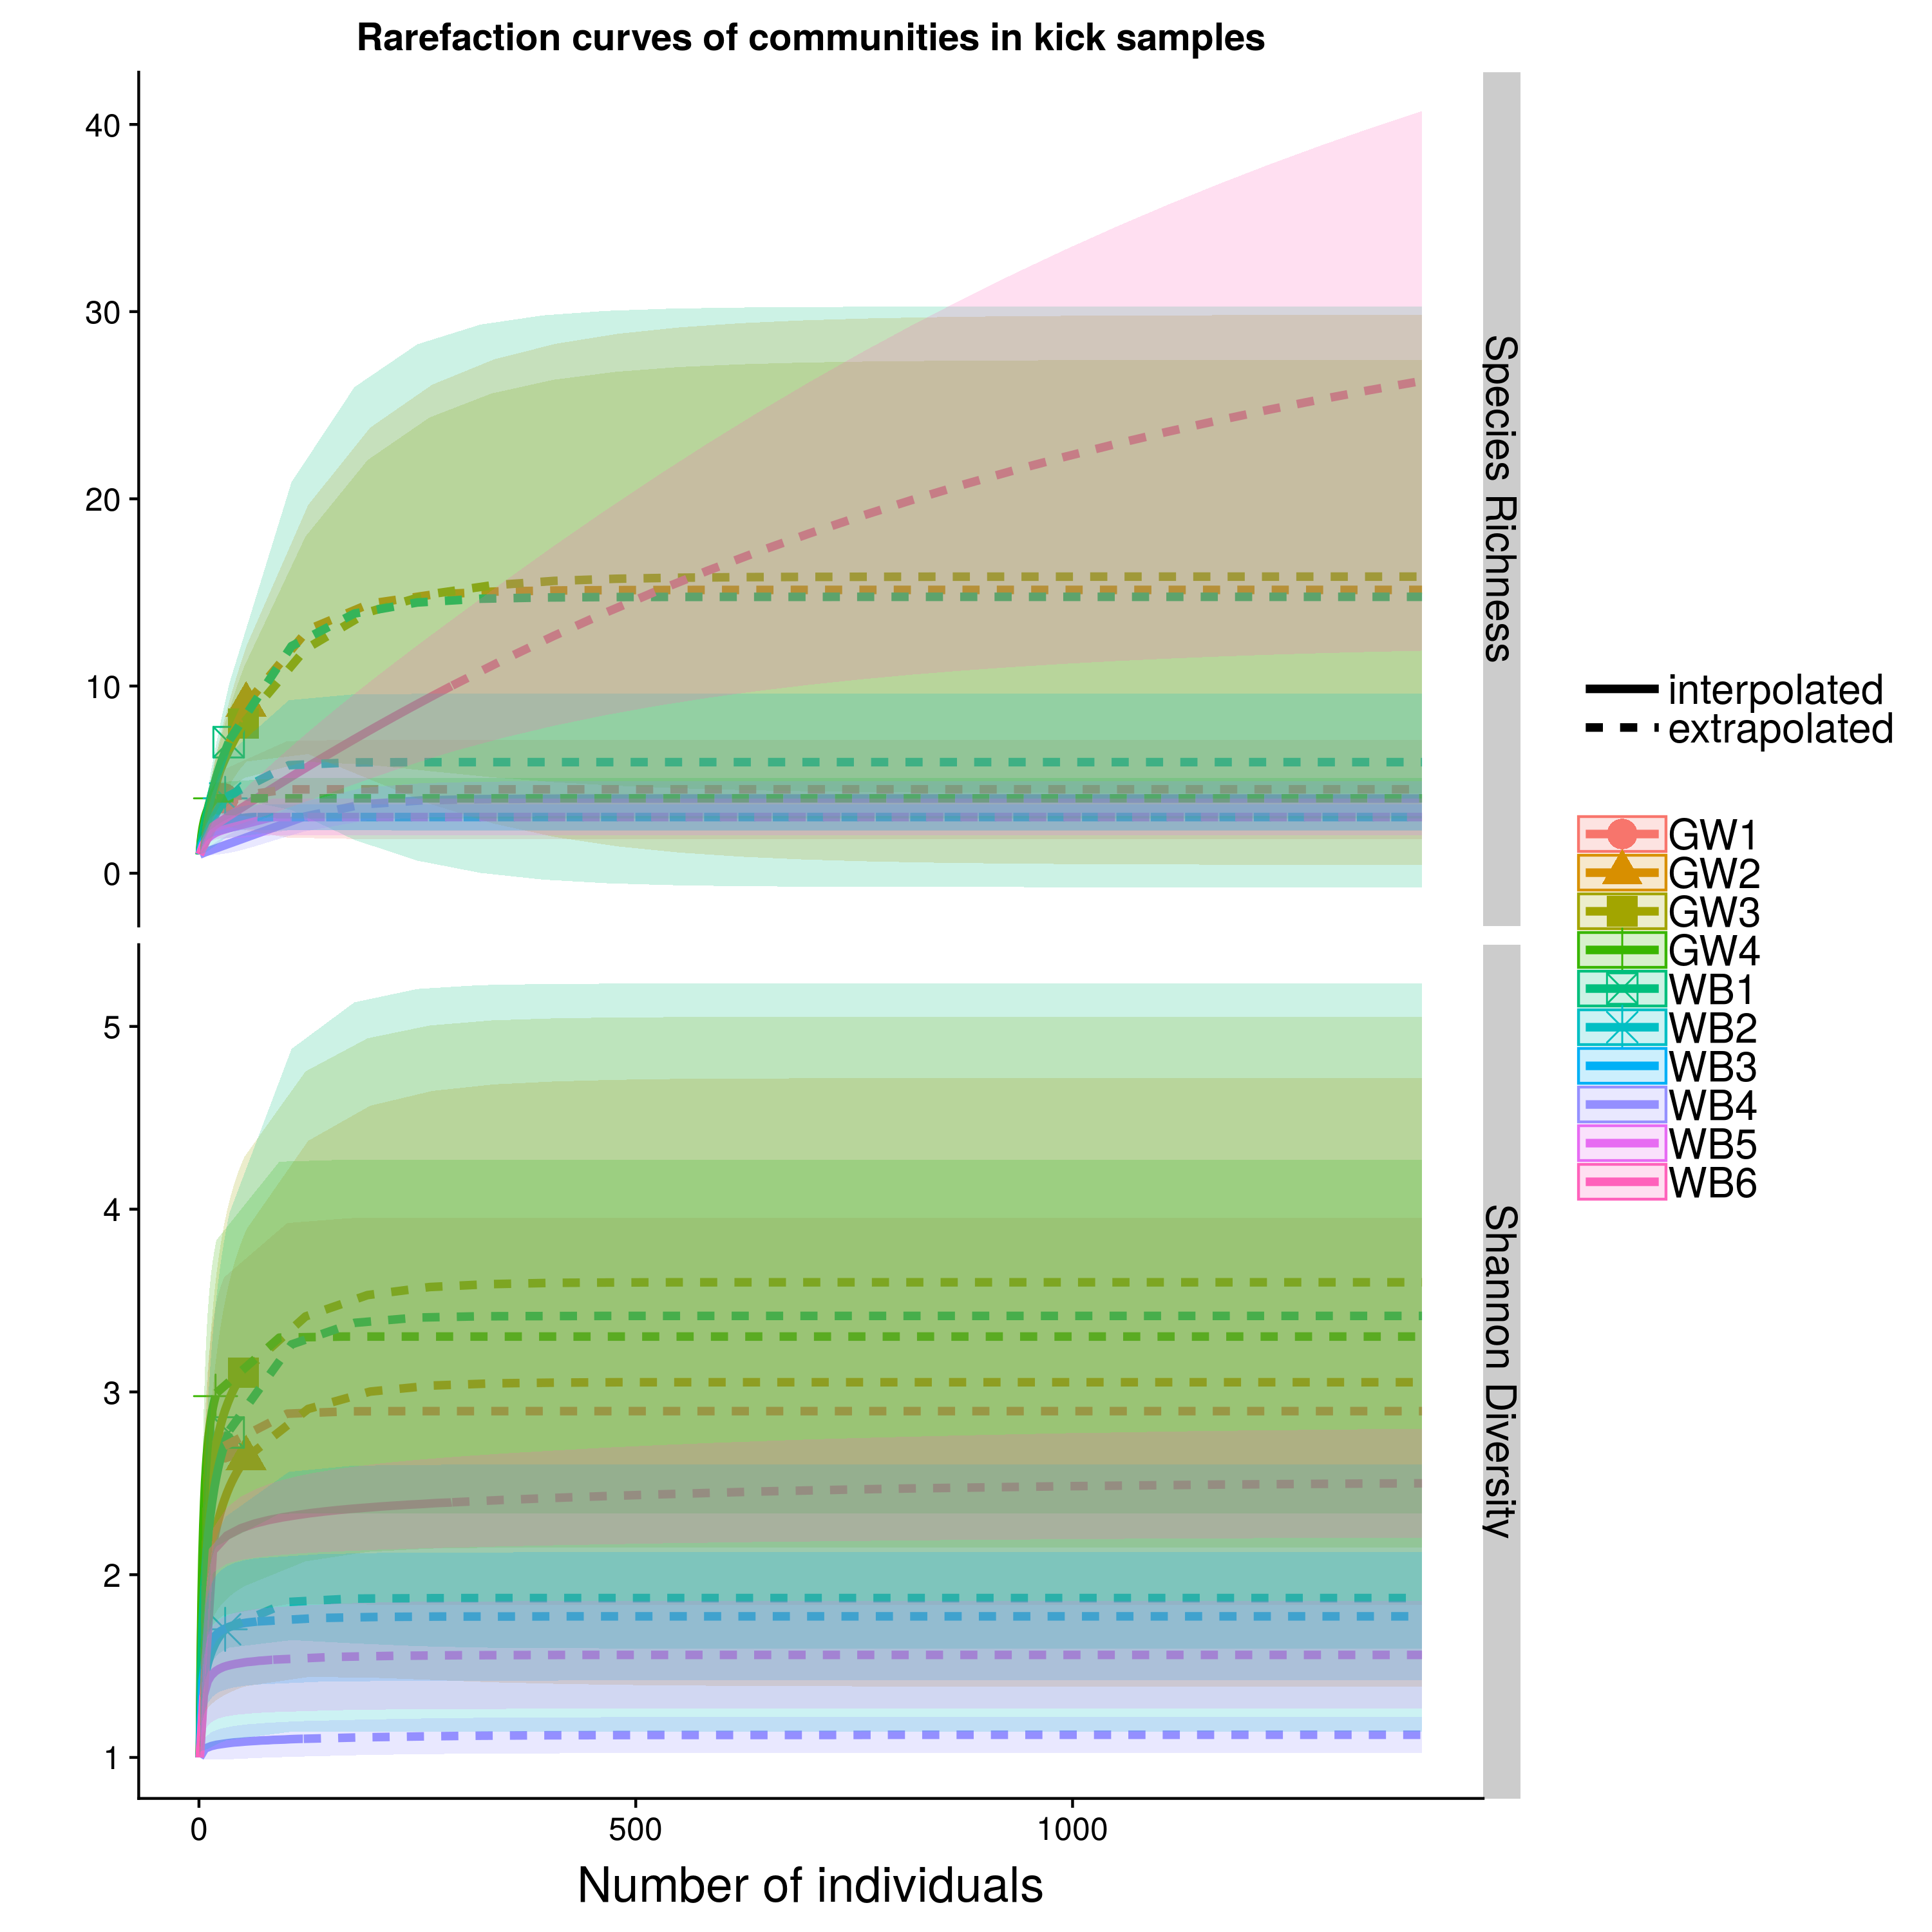 Rarefaction curves of communities in kick samples
40
30
20
10
0
Species Richness
5
4
3
2
1
Shannon Diversity
0
500
1000
Number of individuals
interpolated
extrapolated
GW1
GW2
GW3
GW4
WB1
WB2
WB3
WB4
WB5
WB6